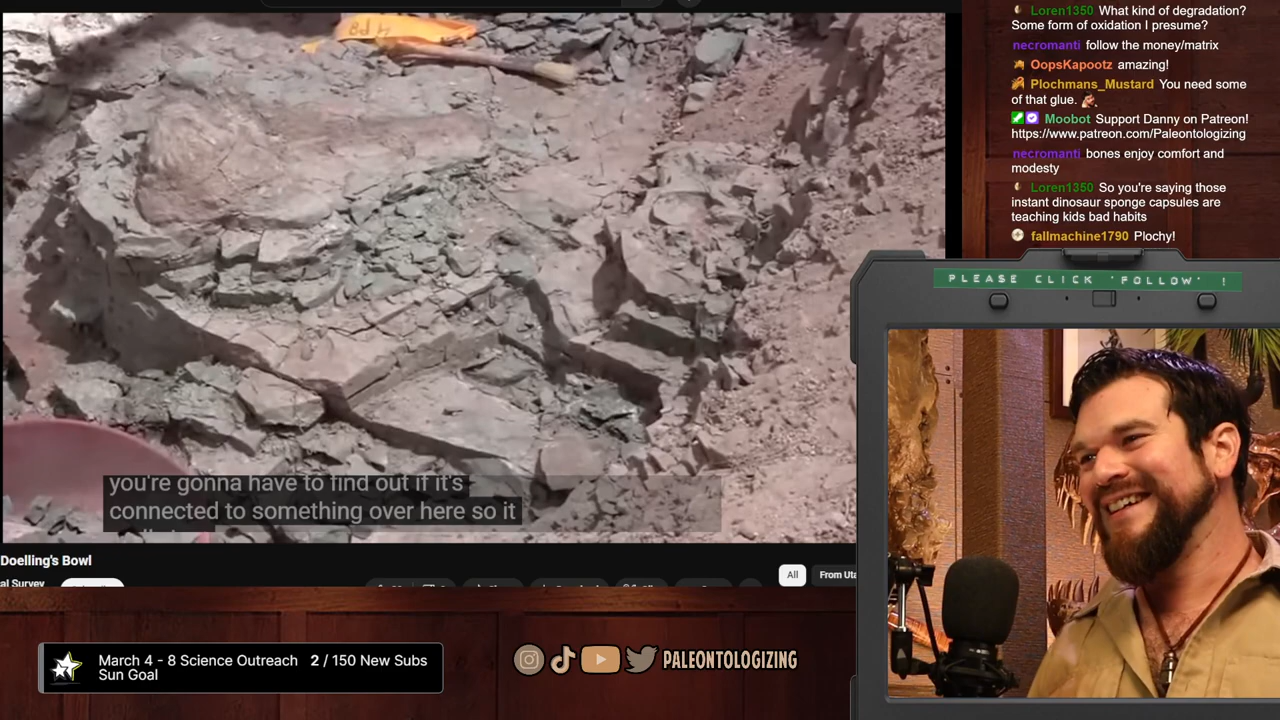 Loren1350 What kind of degradation?
Some form of oxidation I presume?
necromanti follow the money/matrix
OopsKapootz amazing!
Plochmans_Mustard You need some
of that glue.
Moobot Support Danny on Patreon!
https://www.patreon.com/Paleontologizing
necromanti bones enjoy comfort and
modesty
Loren1350 So you're saying those
instant dinosaur sponge capsules are
teaching kids bad habits
fallmachine1790 Plochy!
PLEASE CLICK 'FOLLOW' !
you're gonna have to find out if it's
connected to something over here so it
Doelling's Bowl
al Survey
All
From Uta
March 4 - 8 Science Outreach 2 / 150 New Subs
Sun Goal
PALEONTOLOGIZING